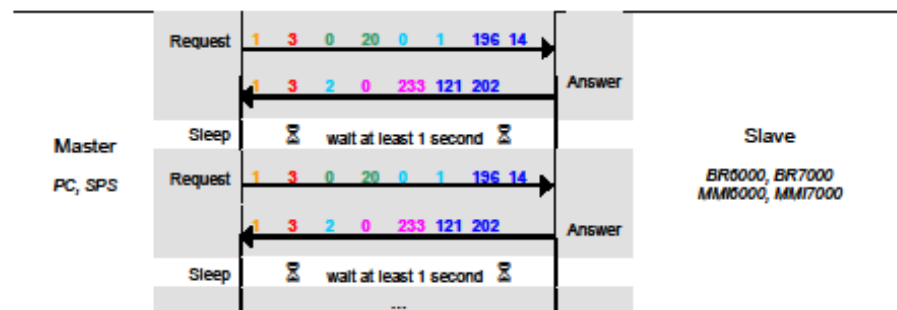 Request 1 3 0 20 0 1 196 14
1 3 2 0 233 121 202 Answer
Sleep wait at least 1 second
Master
PC, SPS
Slave
BR6000, BR7000
MMI6000, MMI7000
Request 1 3 0 20 0 1 196 14
1 3 2 0 233 121 202 Answer
Sleep wait at least 1 second
...